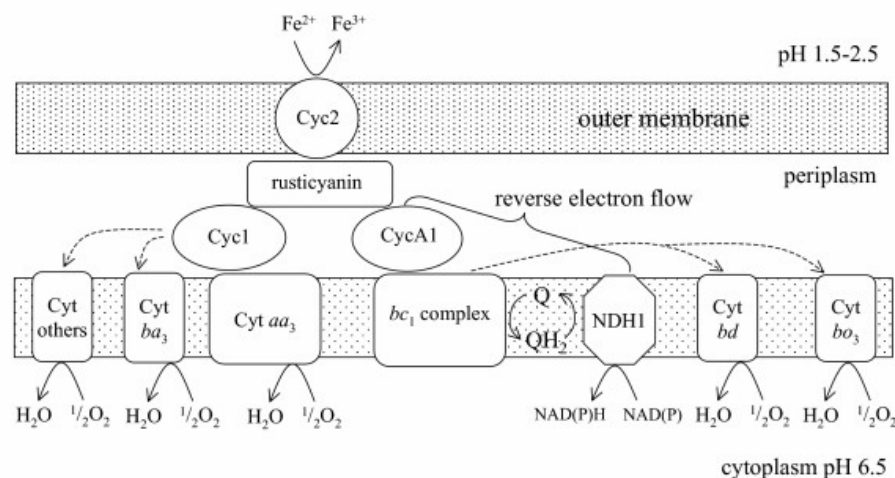 Fe²⁺ Fe³⁺
pH 1.5-2.5
Cyc2
outer membrane
rusticyanin
periplasm
reverse electron flow
Cyc1
CycA1
Cyt others
Cyt ba₃
Cyt aa₃
bc₁ complex
Q
QH₂
NDH1
Cyt bd
Cyt bo₃
H₂O ¹/₂O₂
H₂O ¹/₂O₂
H₂O ¹/₂O₂
NAD(P)H NAD(P)
H₂O ¹/₂O₂
H₂O ¹/₂O₂
cytoplasm pH 6.5